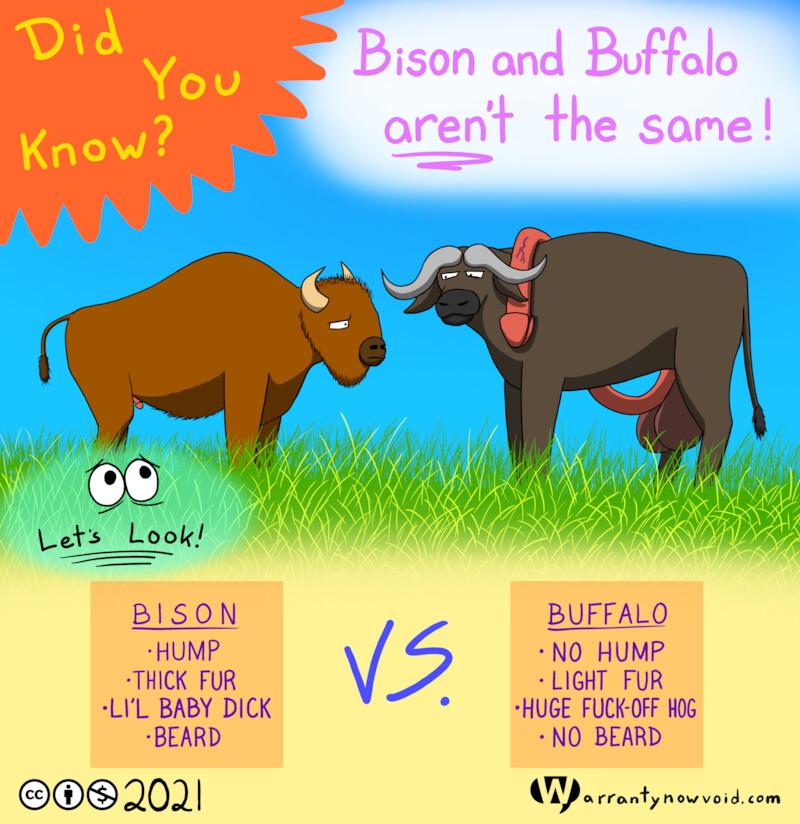 Did
You
Know?
Bison and Buffalo
aren't the same!
Let's Look!
BISON
·HUMP
·THICK FUR
·LI'L BABY DICK
·BEARD
VS.
BUFFALO
·NO HUMP
·LIGHT FUR
·HUGE FUCK-OFF HOG
·NO BEARD
cc 2021
Warrantynowvoid.com